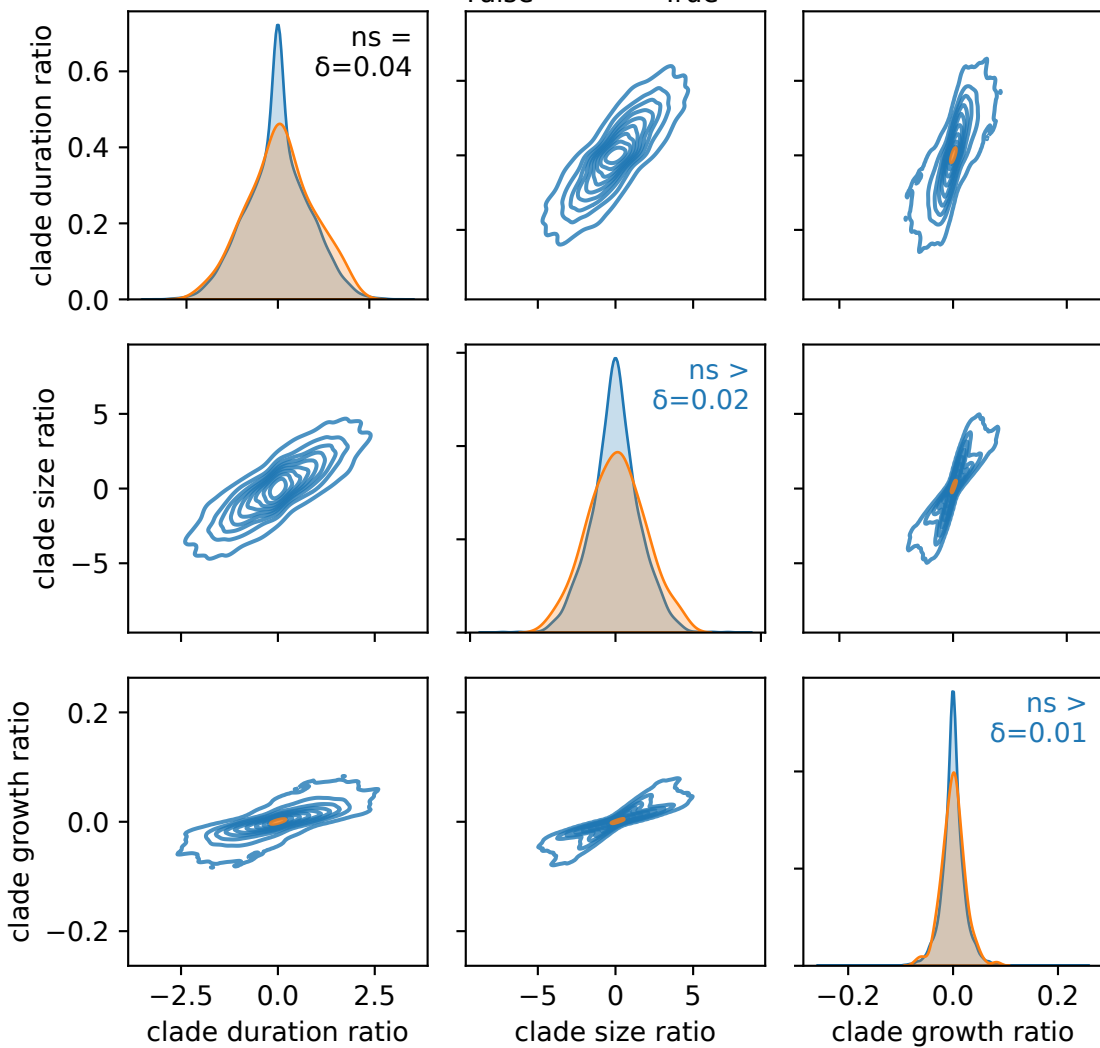 clade duration ratio
0.6
0.4
0.2
0.0
ns =
δ=0.04
clade size ratio
5
0
−5
ns >
δ=0.02
clade growth ratio
0.2
0.0
−0.2
ns >
δ=0.01
−2.5 0.0 2.5
clade duration ratio
−5 0 5
clade size ratio
−0.2 0.0 0.2
clade growth ratio